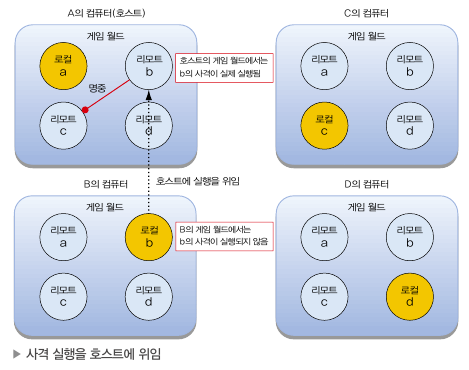 A의 컴퓨터(호스트)
게임 월드
로컬
a
리모트
b
호스트의 게임 월드에서는
b의 사격이 실제 실행됨
명중
리모트
c
리모트
d
호스트에 실행을 위임
C의 컴퓨터
게임 월드
리모트
a
리모트
b
로컬
c
리모트
d
B의 컴퓨터
게임 월드
리모트
a
로컬
b
B의 게임 월드에서는
b의 사격이 실행되지 않음
리모트
c
리모트
d
D의 컴퓨터
게임 월드
리모트
a
리모트
b
리모트
c
로컬
d
▶ 사격 실행을 호스트에 위임